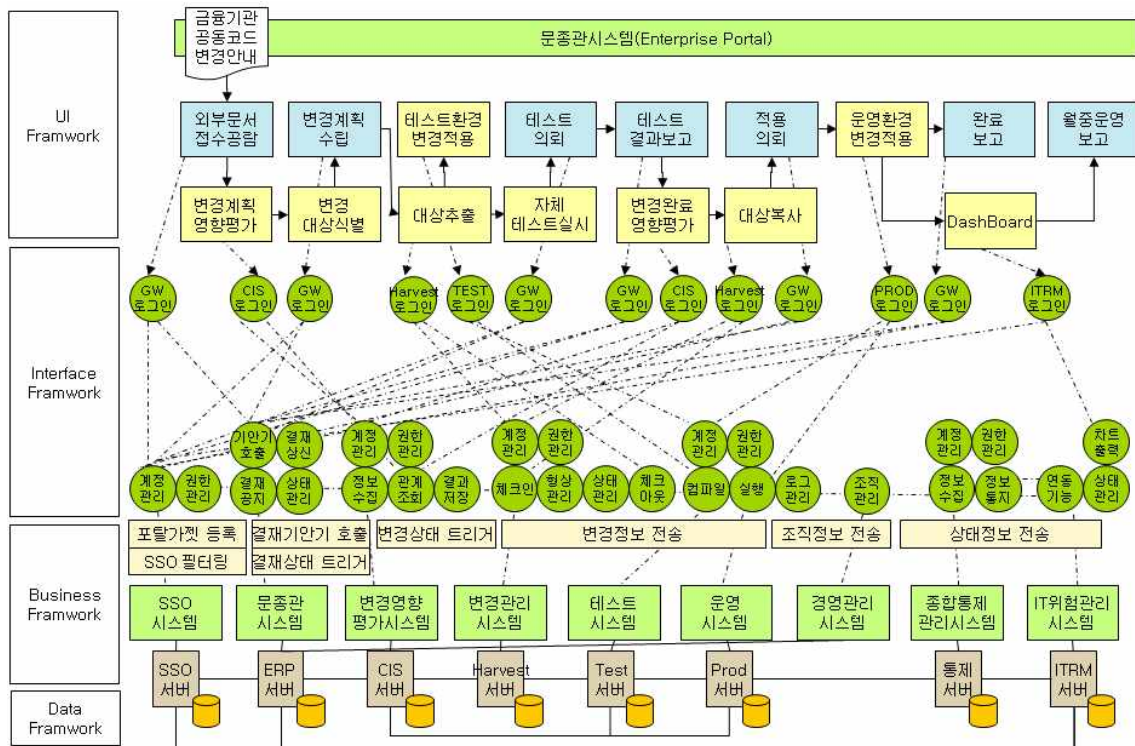 금융기관
공동코드
변경안내
문종관시스템(Enterprise Portal)
UI
Framwork
외부문서
접수공람
변경계획
수립
테스트환경
변경적용
테스트
의뢰
테스트
결과보고
적용
의뢰
운영환경
변경적용
완료
보고
월중운영
보고
변경계획
영향평가
변경
대상식별
대상추출
자체
테스트실시
변경완료
영향평가
대상복사
DashBoard
Interface
Framwork
GW
로그인
CIS
로그인
GW
로그인
Harvest
로그인
TEST
로그인
GW
로그인
GW
로그인
CIS
로그인
Harvest
로그인
GW
로그인
PROD
로그인
GW
로그인
ITRM
로그인
기안기
호출
결재
상신
계정
관리
권한
관리
계정
관리
권한
관리
계정
관리
권한
관리
계정
관리
권한
관리
차트
출력
계정
관리
권한
관리
결재
공지
상태
관리
정보
수집
관계
조회
결과
저장
체크인
형상
관리
상태
관리
체크
아웃
컴파일
실행
로그
관리
조직
관리
정보
수집
정보
통지
연동
기능
상태
관리
Business
Framwork
포탈가젯 등록
결재기안기 호출
변경상태 트리거
변경정보 전송
조직정보 전송
상태정보 전송
SSO 필터링
결재상태 트리거
SSO
시스템
문종관
시스템
변경영향
평가시스템
변경관리
시스템
테스트
시스템
운영
시스템
경영관리
시스템
종합통제
관리시스템
IT위험관리
시스템
SSO
서버
ERP
서버
CIS
서버
Harvest
서버
Test
서버
Prod
서버
통제
서버
ITRM
서버
Data
Framwork